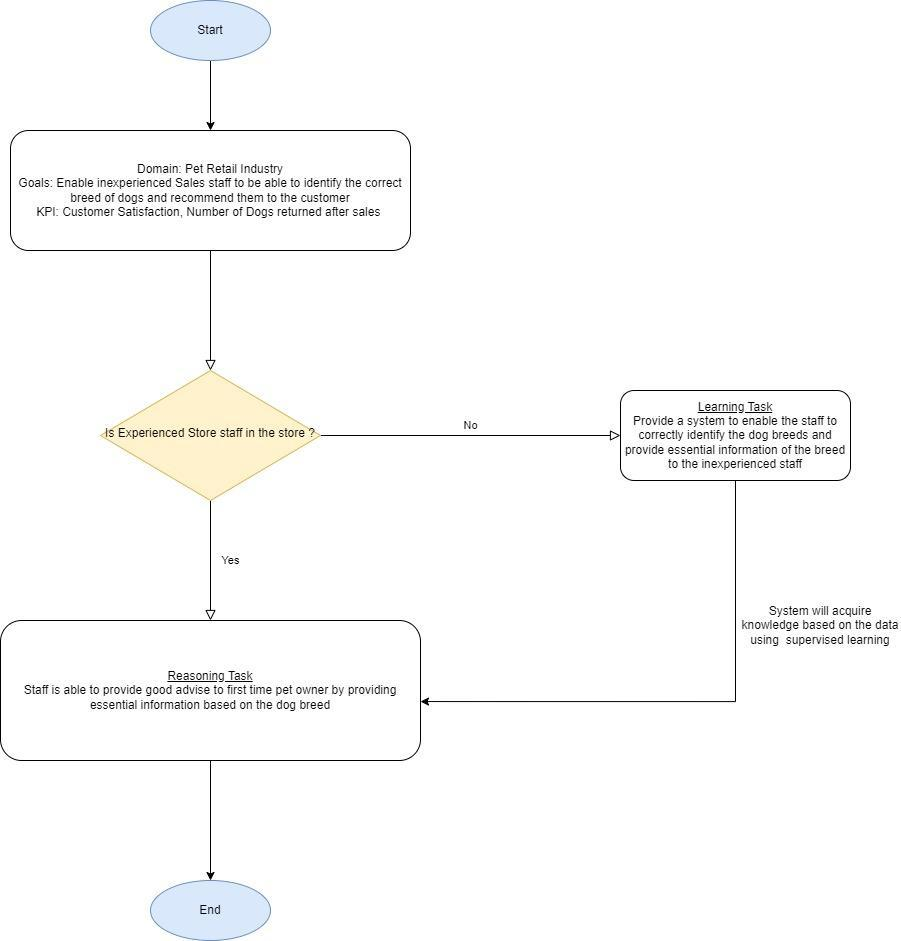 Start
Domain: Pet Retail Industry
Goals: Enable inexperienced Sales staff to be able to identify the correct
breed of dogs and recommend them to the customer
KPI: Customer Satisfaction, Number of Dogs returned after sales
Is Experienced Store staff in the store ?
No
Learning Task
Provide a system to enable the staff to
correctly identify the dog breeds and
provide essential information of the breed
to the inexperienced staff
Yes
System will acquire
knowledge based on the data
using supervised learning
Reasoning Task
Staff is able to provide good advise to first time pet owner by providing
essential information based on the dog breed
End